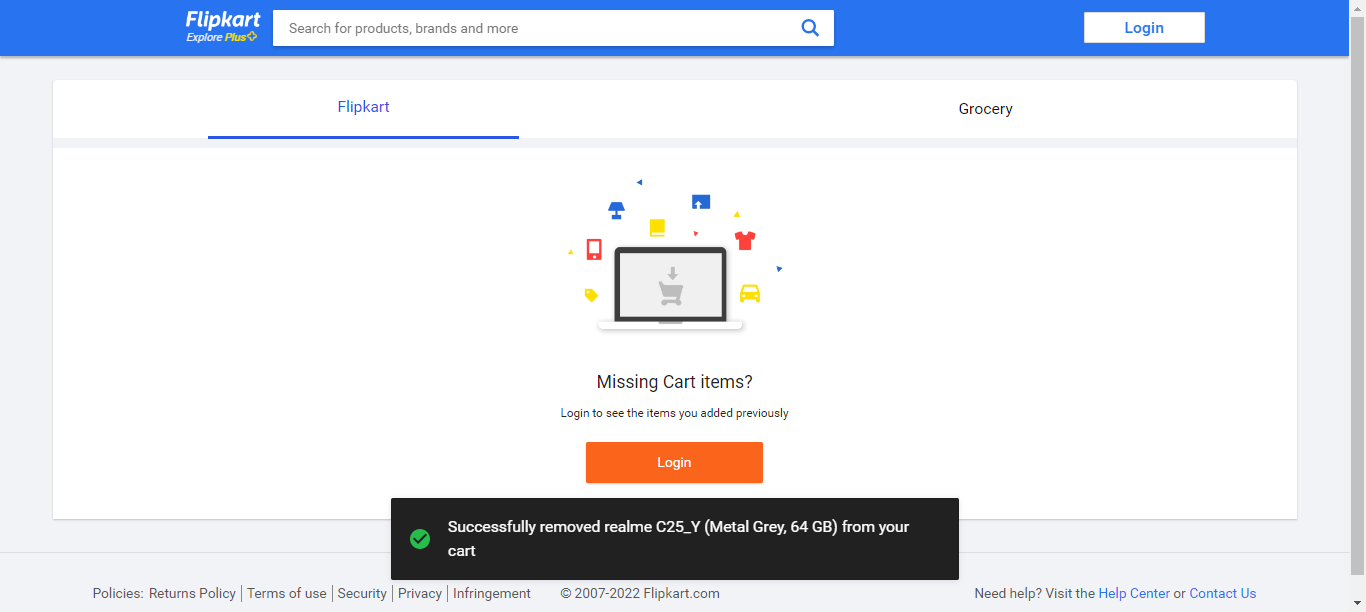 Flipkart
Explore Plus
Search for products, brands and more
Login
Flipkart
Grocery
Missing Cart items?
Login to see the items you added previously
Login
Successfully removed realme C25_Y (Metal Grey, 64 GB) from your
cart
Policies: Returns Policy | Terms of use | Security | Privacy | Infringement © 2007-2022 Flipkart.com Need help? Visit the Help Center or Contact Us